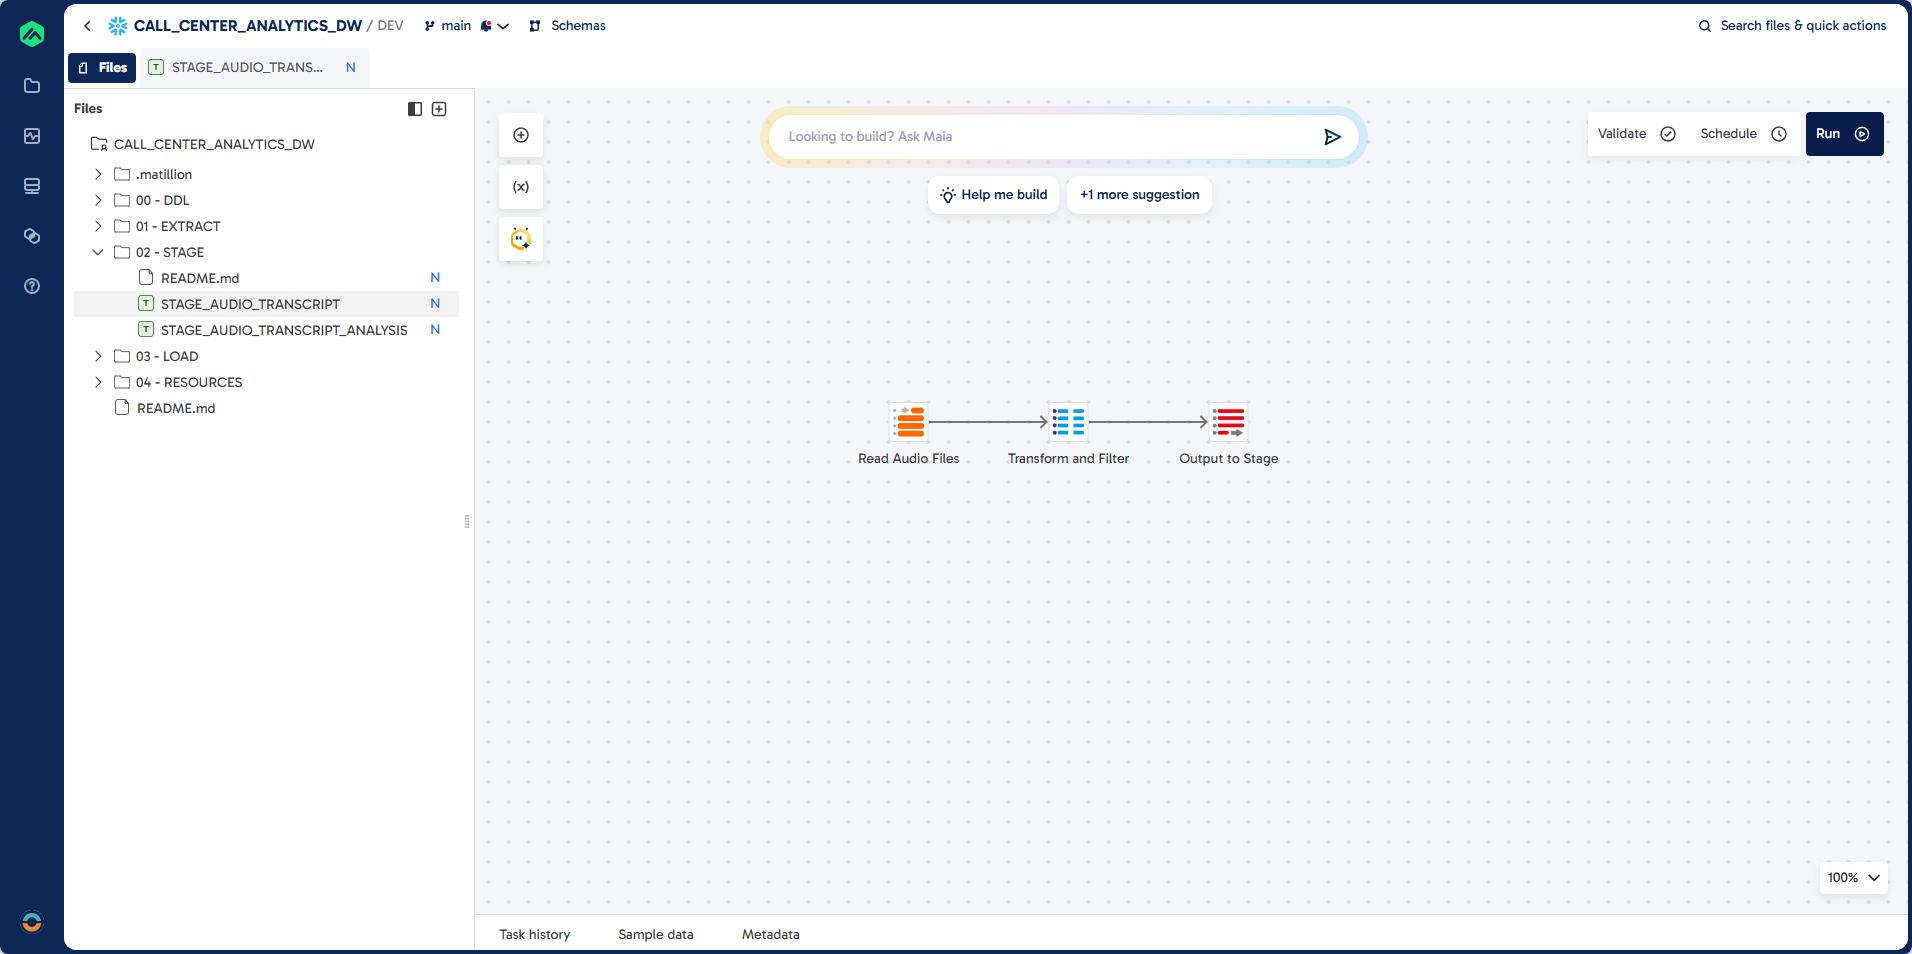 CALL_CENTER_ANALYTICS_DW / DEV main Schemas Search files & quick actions
Files T STAGE_AUDIO_TRANS... N
Files
CALL_CENTER_ANALYTICS_DW
.matillion
00 - DDL
01 - EXTRACT
02 - STAGE
README.md N
T STAGE_AUDIO_TRANSCRIPT N
T STAGE_AUDIO_TRANSCRIPT_ANALYSIS N
03 - LOAD
04 - RESOURCES
README.md
(x)
Looking to build? Ask Maia
Help me build +1 more suggestion
Validate Schedule Run
Read Audio Files Transform and Filter Output to Stage
100%
Task history Sample data Metadata